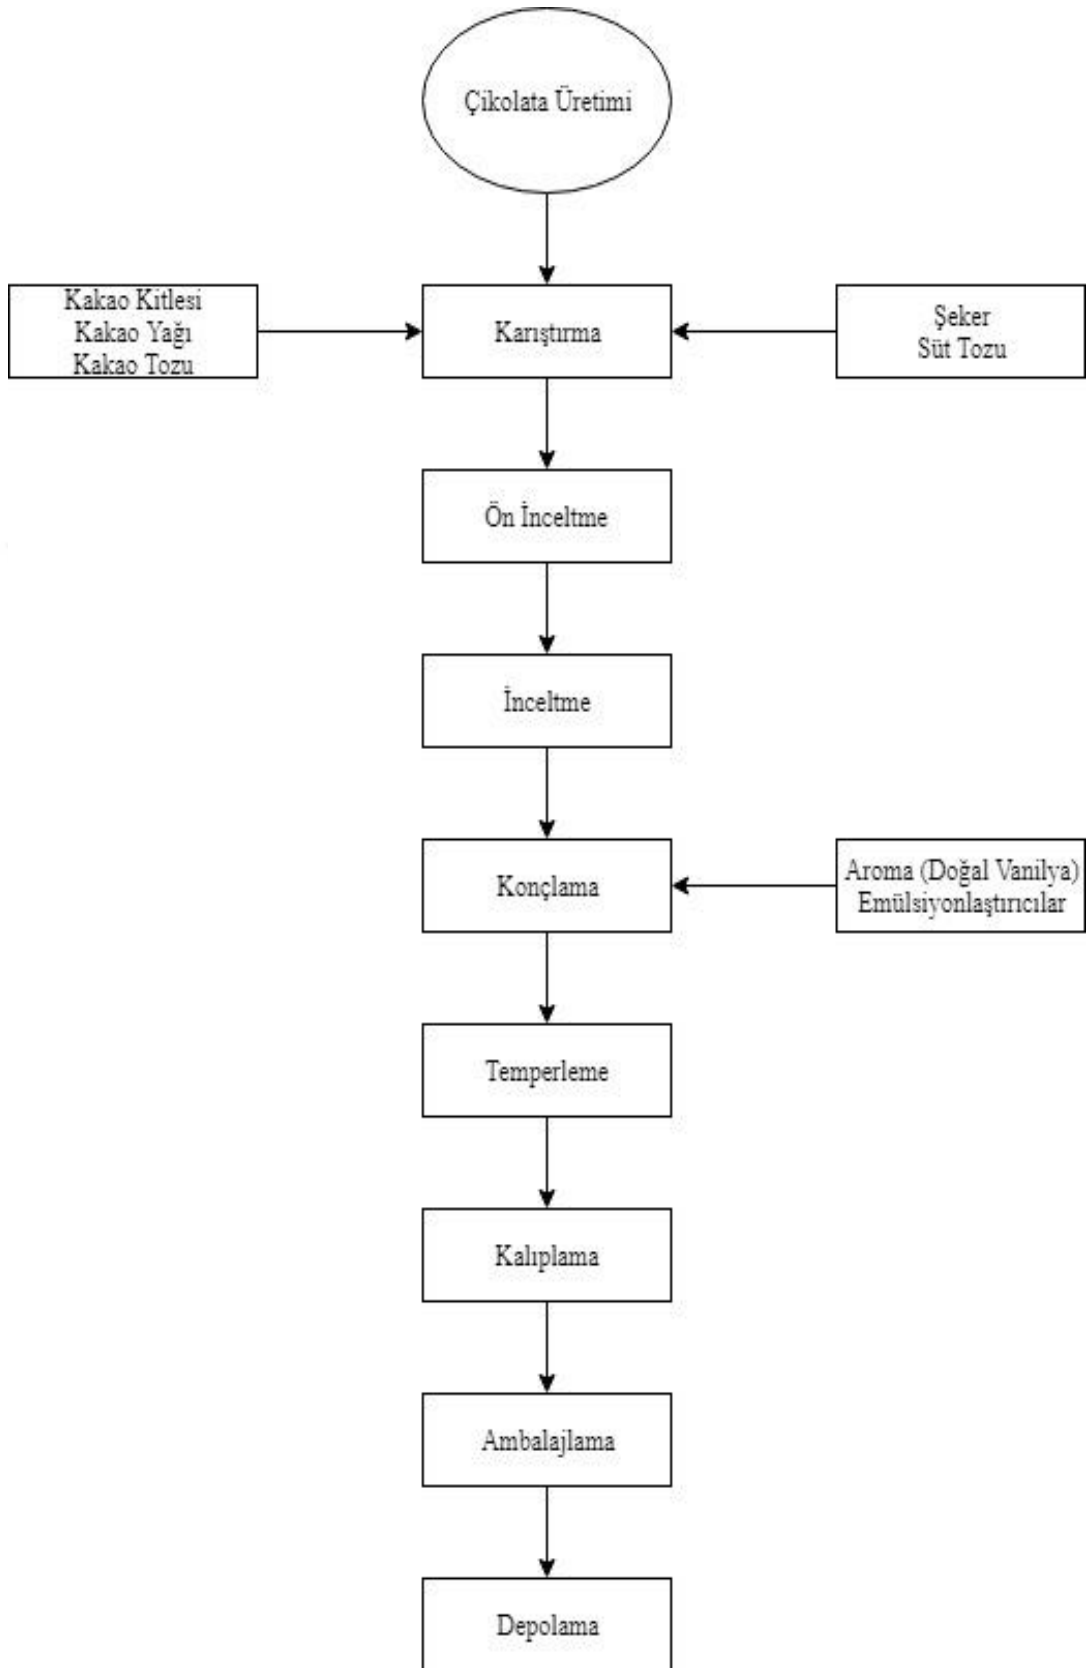 Çikolata Üretimi
Kakao Kitlesi
Kakao Yağı
Kakao Tozu
Karıştırma
Şeker
Süt Tozu
Ön İnceltme
İnceltme
Konçlama
Aroma (Doğal Vanilya)
Emülsiyonlaştırıcılar
Temperleme
Kalıplama
Ambalajlama
Depolama